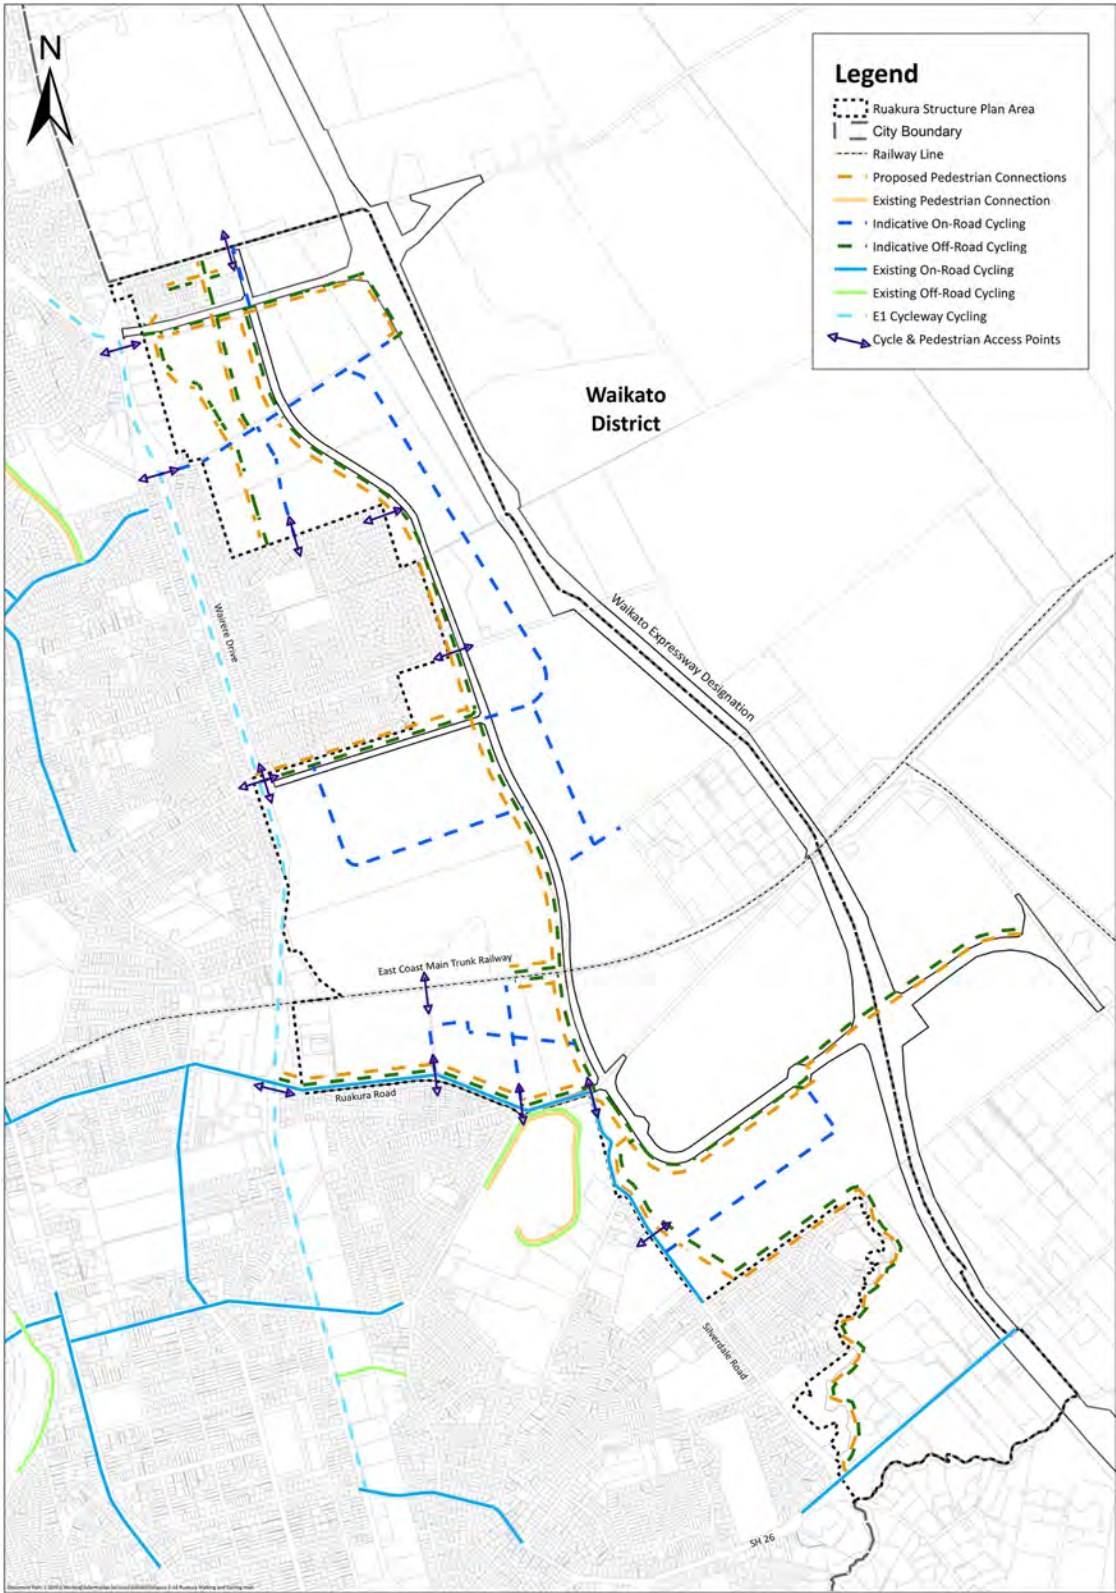 N
Legend
Ruakura Structure Plan Area
City Boundary
Railway Line
Proposed Pedestrian Connections
Existing Pedestrian Connection
Indicative On-Road Cycling
Indicative Off-Road Cycling
Existing On-Road Cycling
Existing Off-Road Cycling
E1 Cycleway Cycling
Cycle & Pedestrian Access Points
Waikato
District
Wairere Drive
Waikato Expressway Designation
East Coast Main Trunk Railway
Ruakura Road
Silverdale Road
SH 26